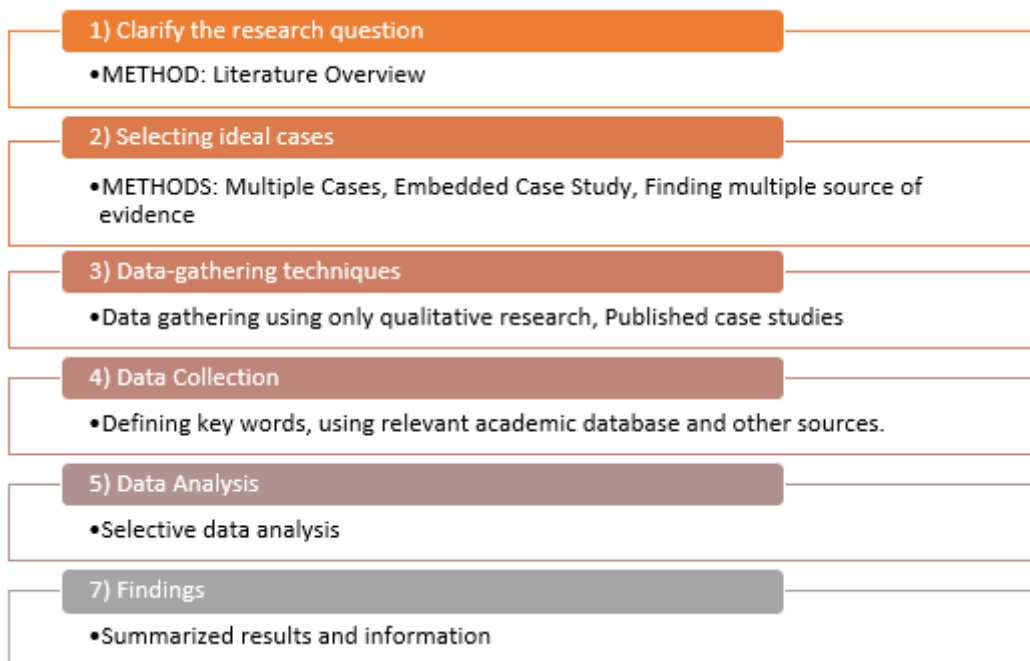 1) Clarify the research question
•METHOD: Literature Overview
2) Selecting ideal cases
•METHODS: Multiple Cases, Embedded Case Study, Finding multiple source of
evidence
3) Data-gathering techniques
•Data gathering using only qualitative research, Published case studies
4) Data Collection
•Defining key words, using relevant academic database and other sources.
5) Data Analysis
•Selective data analysis
7) Findings
•Summarized results and information